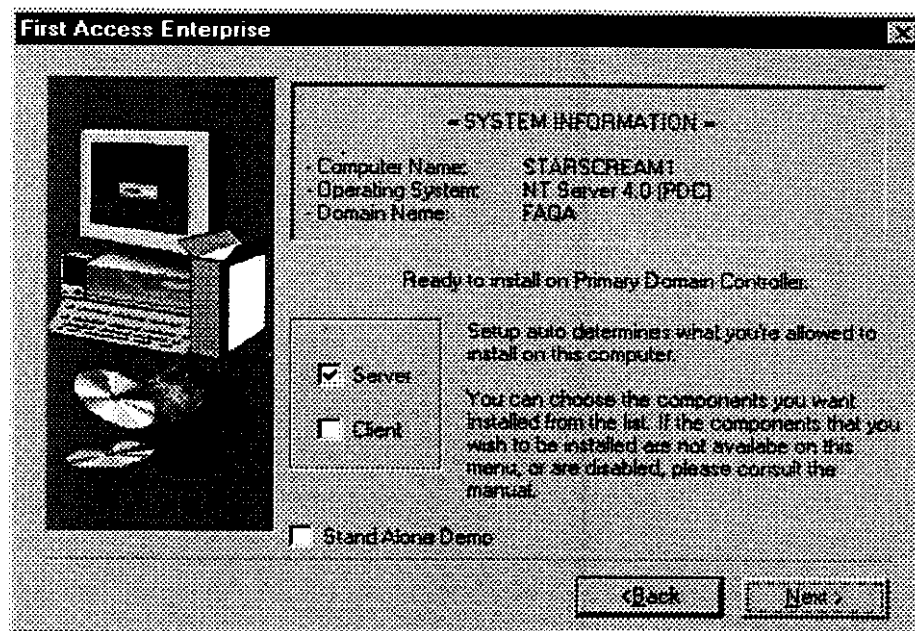 First Access Enterprise
- SYSTEM INFORMATION -
- Computer Name: STARSCREAM1
- Operating System: NT Server 4.0 (PDC)
- Domain Name: FAQA
Ready to install on Primary Domain Controller.
Server
Client
Setup auto determines what you're allowed to
install on this computer.
You can choose the components you want
installed from the list. If the components that you
wish to be installed are not availabe on this
menu, or are disabled, please consult the
manual.
Stand Alone Demo
<Back
Next >